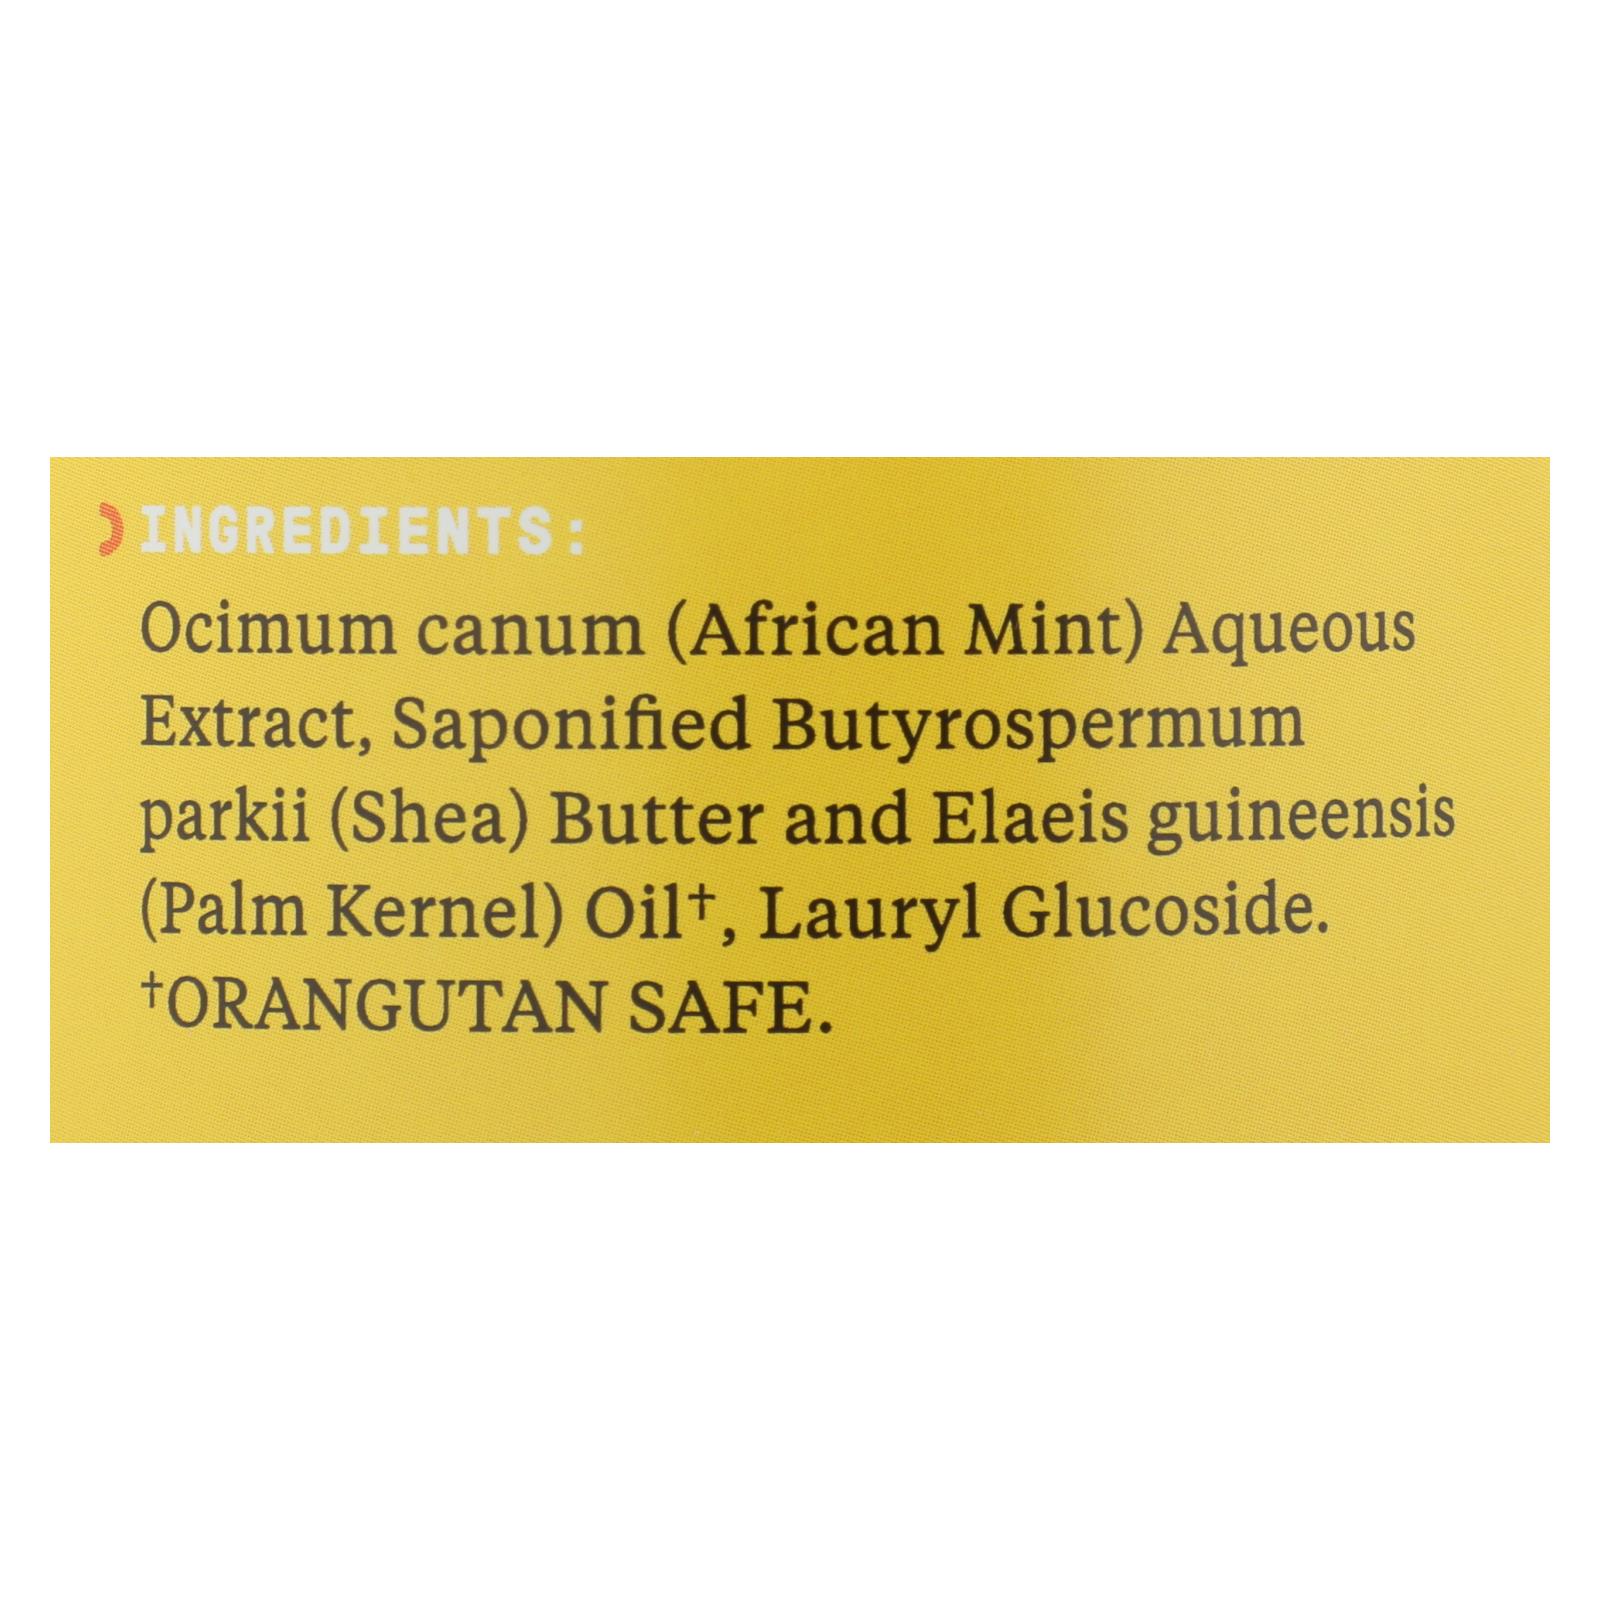 INGREDIENTS:
Ocimum canum (African Mint) Aqueous
Extract, Saponified Butyrospermum
parkii (Shea) Butter and Elaeis guineensis
(Palm Kernel) Oil†, Lauryl Glucoside.
†ORANGUTAN SAFE.